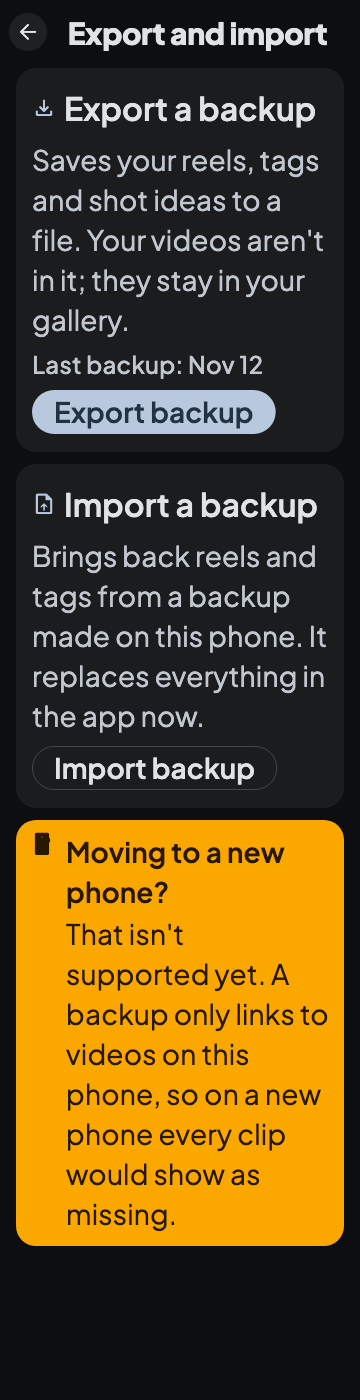 Export and import
Export a backup
Saves your reels, tags
and shot ideas to a
file. Your videos aren't
in it; they stay in your
gallery.
Last backup: Nov 12
Export backup
Import a backup
Brings back reels and
tags from a backup
made on this phone. It
replaces everything in
the app now.
Import backup
Moving to a new
phone?
That isn't
supported yet. A
backup only links to
videos on this
phone, so on a new
phone every clip
would show as
missing.